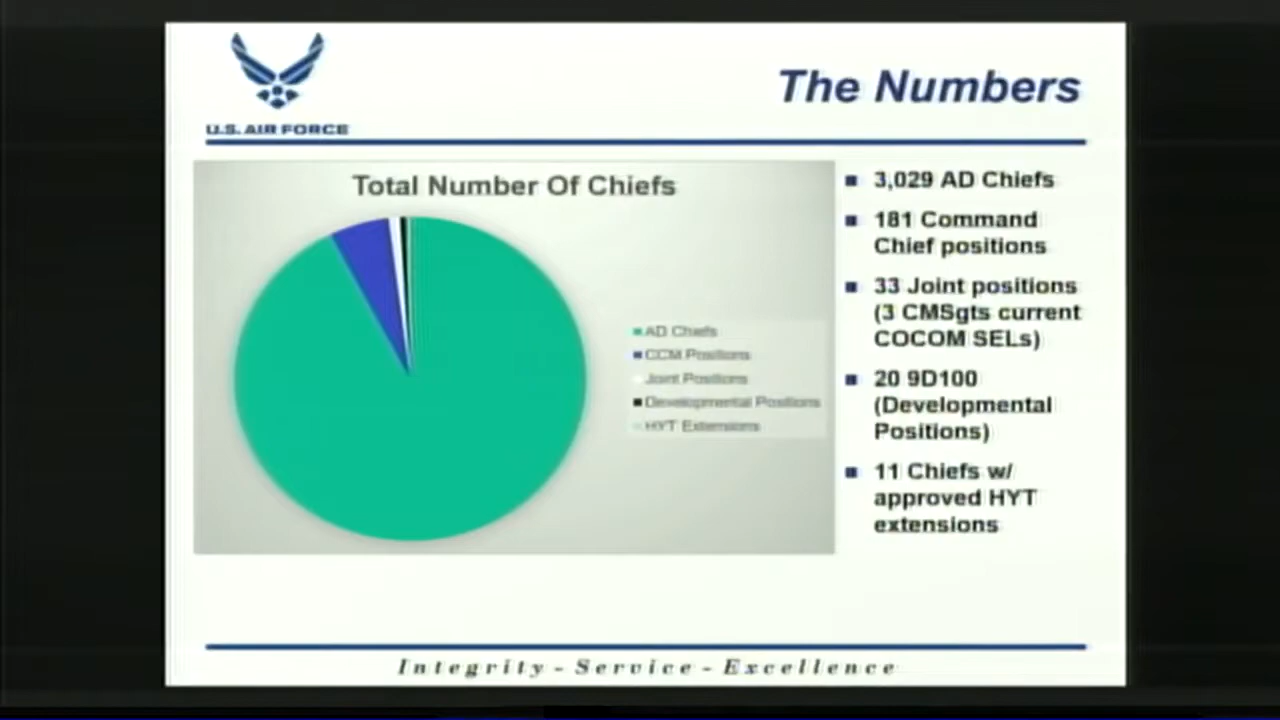 U.S. AIR FORCE
The Numbers
Total Number Of Chiefs
AD Chiefs
CCM Positions
Joint Positions
Developmental Positions
HYT Extensions
3,029 AD Chiefs
181 Command
Chief positions
33 Joint positions
(3 CMSgts current
COCOM SELs)
20 9D100
(Developmental
Positions)
11 Chiefs w/
approved HYT
extensions
Integrity - Service - Excellence